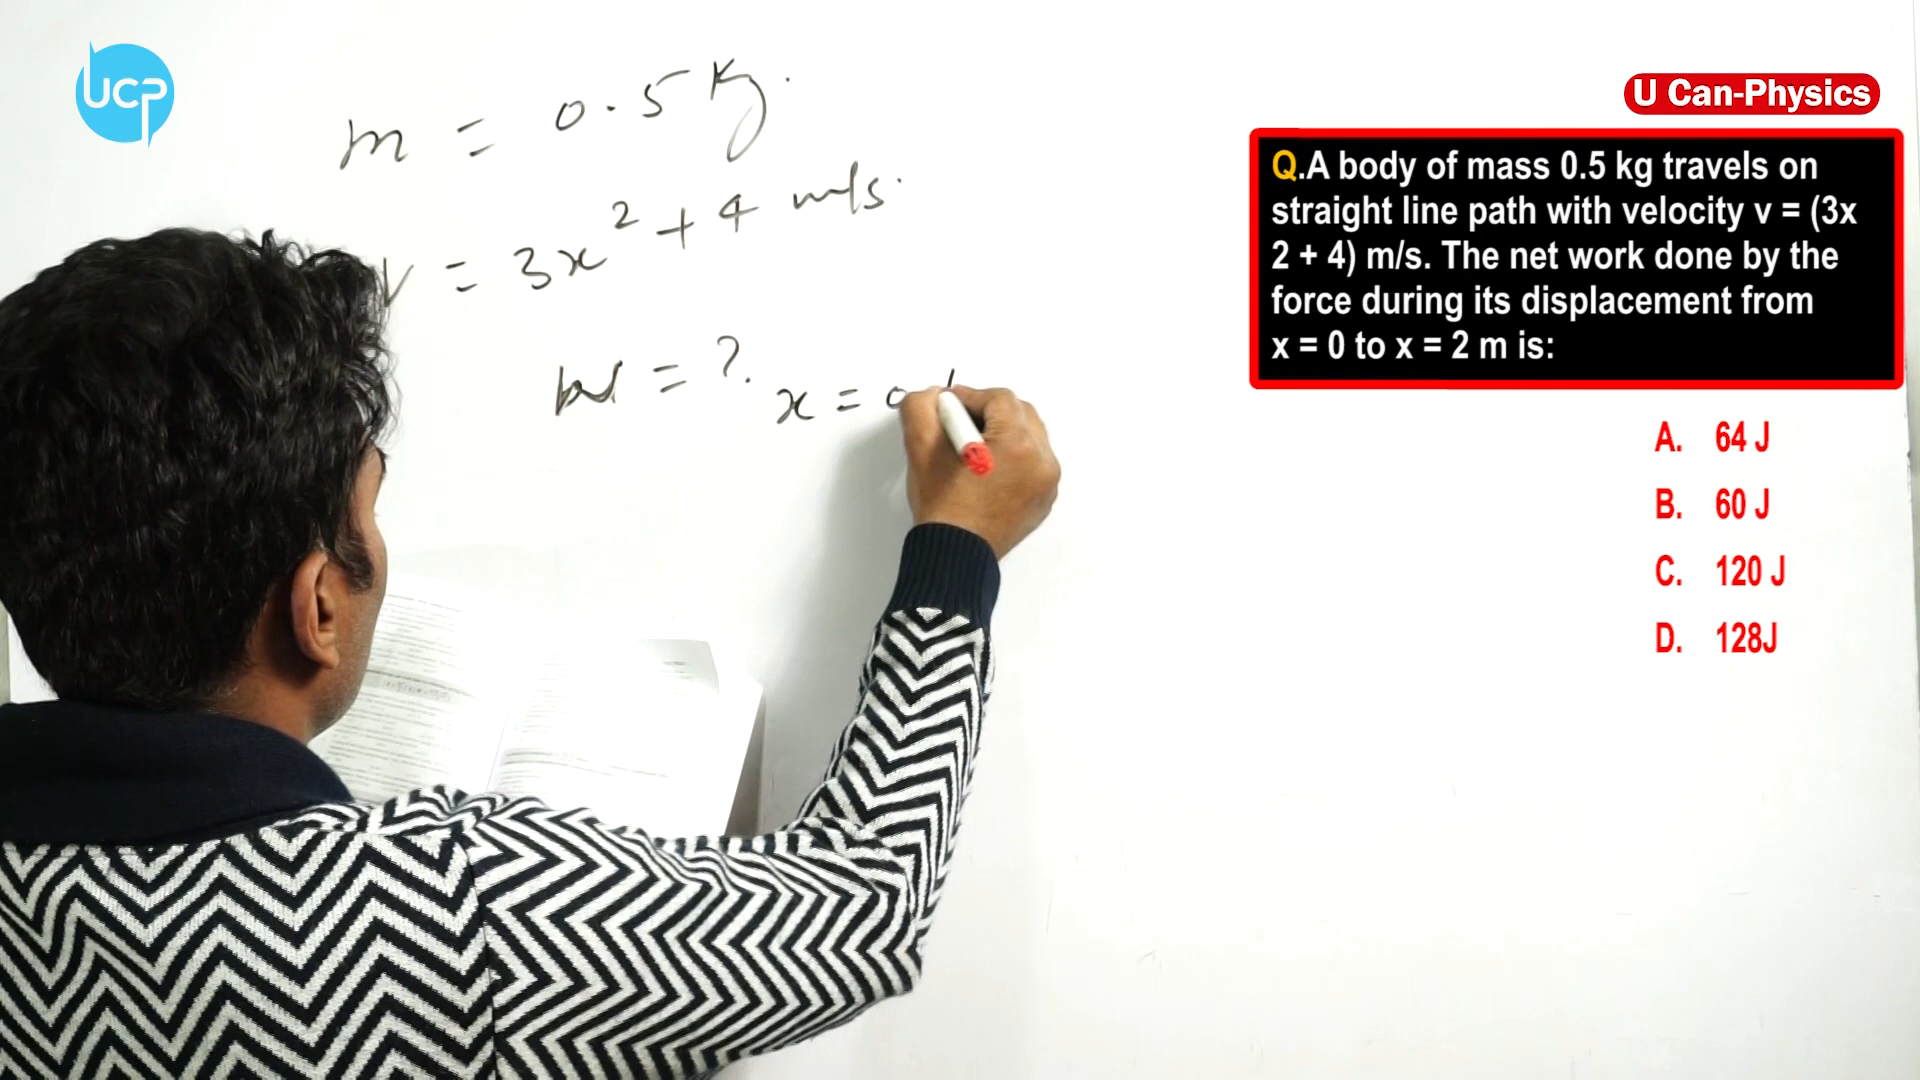 UCP
m = 0.5 Kg.
v = 3x² + 4 m/s.
W = ?. x = 0
U Can-Physics
Q.A body of mass 0.5 kg travels on
straight line path with velocity v = (3x
2 + 4) m/s. The net work done by the
force during its displacement from
x = 0 to x = 2 m is:
A. 64 J
B. 60 J
C. 120 J
D. 128J